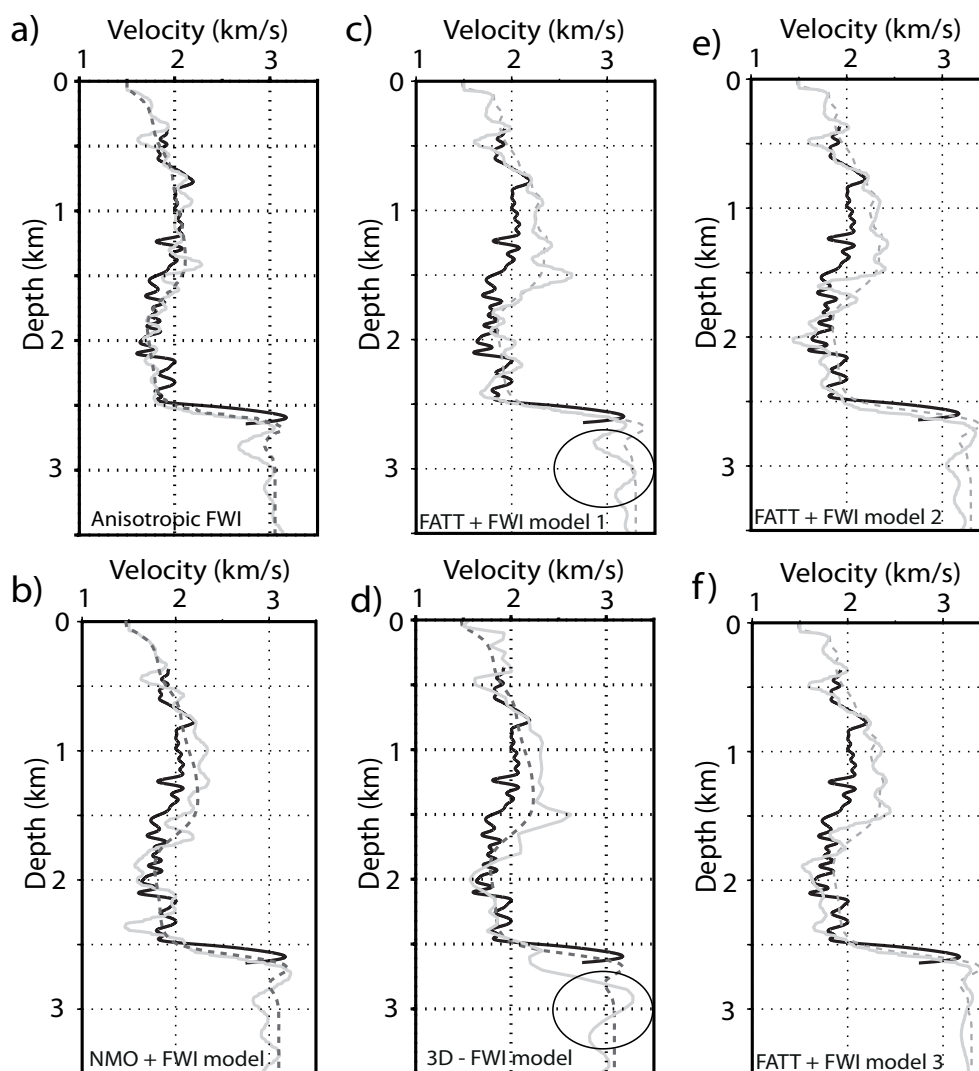 a)
Velocity (km/s)
1 2 3
0
1
2
3
Depth (km)
Anisotropic FWI
c)
Velocity (km/s)
1 2 3
0
1
2
3
Depth (km)
FATT + FWI model 1
e)
Velocity (km/s)
1 2 3
0
1
2
3
Depth (km)
FATT + FWI model 2
b)
Velocity (km/s)
1 2 3
0
1
2
3
Depth (km)
NMO + FWI model
d)
Velocity (km/s)
1 2 3
0
1
2
3
Depth (km)
3D - FWI model
f)
Velocity (km/s)
1 2 3
0
1
2
3
Depth (km)
FATT + FWI model 3